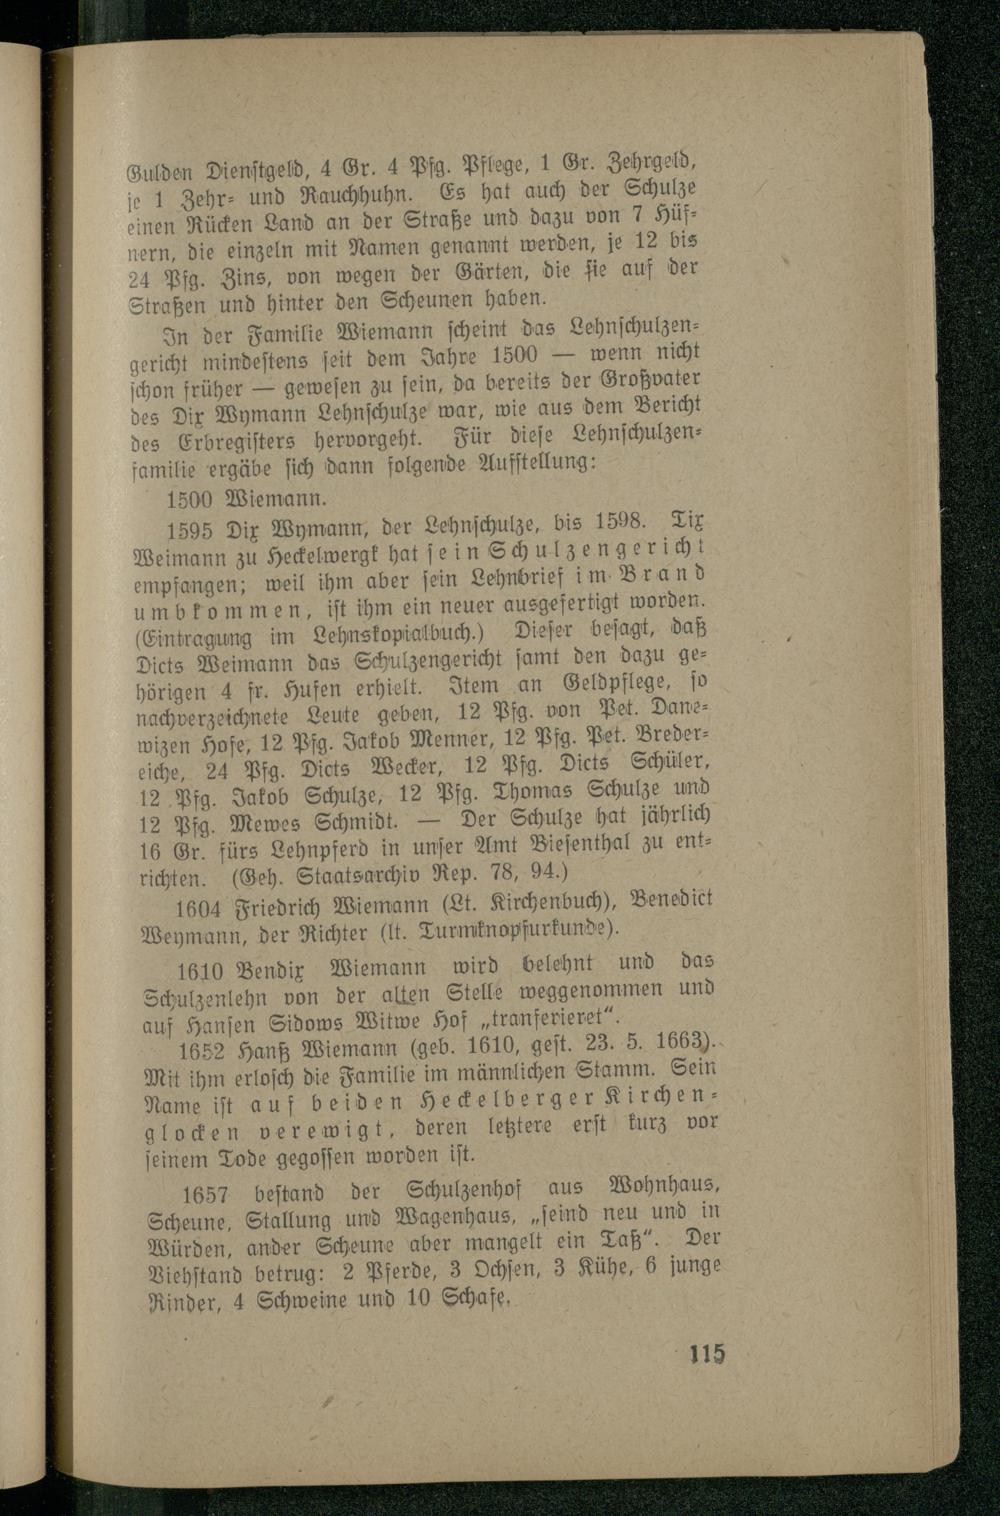 Gulden Dienstgeld, 4 Gr. 4 Pfg. Pflege, 1 Gr. Zehrgeld,
je 1 Zehr- und Rauchhuhn. Es hat auch der Schulze
einen Rücken Land an der Straße und dazu von 7 Hüf-
nern, die einzeln mit Namen genannt werden, je 12 bis
24 Pfg. Zins, von wegen der Gärten, die sie auf der
Straßen und hinter den Scheunen haben.
In der Familie Wiemann scheint das Lehnschulzen-
gericht mindestens seit dem Jahre 1500 — wenn nicht
schon früher — gewesen zu sein, da bereits der Großvater
des Dix Wymann Lehnschulze war, wie aus dem Bericht
des Erbregisters hervorgeht. Für diese Lehnschulzen-
familie ergäbe sich dann folgende Aufstellung:
1500 Wiemann.
1595 Dix Wymann, der Lehnschulze, bis 1598. Tix
Weimann zu Heckelwergk hat sein Schulzengericht
empfangen; weil ihm aber sein Lehnbrief im Brand
umbkommen, ist ihm ein neuer ausgefertigt worden.
(Eintragung im Lehnskopialbuch.) Dieser besagt, daß
Dicts Weimann das Schulzengericht samt den dazu ge-
hörigen 4 fr. Hufen erhielt. Item an Geldpflege, so
nachverzeichnete Leute geben, 12 Pfg. von Pet. Dane-
wizen Hofe, 12 Pfg. Jakob Menner, 12 Pfg. Pet. Breder-
eiche, 24 Pfg. Dicts Wecker, 12 Pfg. Dicts Schüler,
12 Pfg. Jakob Schulze, 12 Pfg. Thomas Schulze und
12 Pfg. Mewes Schmidt. — Der Schulze hat jährlich
16 Gr. fürs Lehnpferd in unser Amt Biesenthal zu ent-
richten. (Geh. Staatsarchiv Rep. 78, 94.)
1604 Friedrich Wiemann (Lt. Kirchenbuch), Benedict
Weymann, der Richter (lt. Turmknopfurkunde).
1610 Bendix Wiemann wird belehnt und das
Schulzenlehn von der alten Stelle weggenommen und
auf Hansen Sidows Witwe Hof „tranferieret“.
1652 Hanß Wiemann (geb. 1610, gest. 23. 5. 1663).
Mit ihm erlosch die Familie im männlichen Stamm. Sein
Name ist auf beiden Heckelberger Kirchen-
glocken verewigt, deren letztere erst kurz vor
seinem Tode gegossen worden ist.
1657 bestand der Schulzenhof aus Wohnhaus,
Scheune, Stallung und Wagenhaus, „seind neu und in
Würden, ander Scheune aber mangelt ein Taß“. Der
Viehstand betrug: 2 Pferde, 3 Ochsen, 3 Kühe, 6 junge
Rinder, 4 Schweine und 10 Schafe.
115